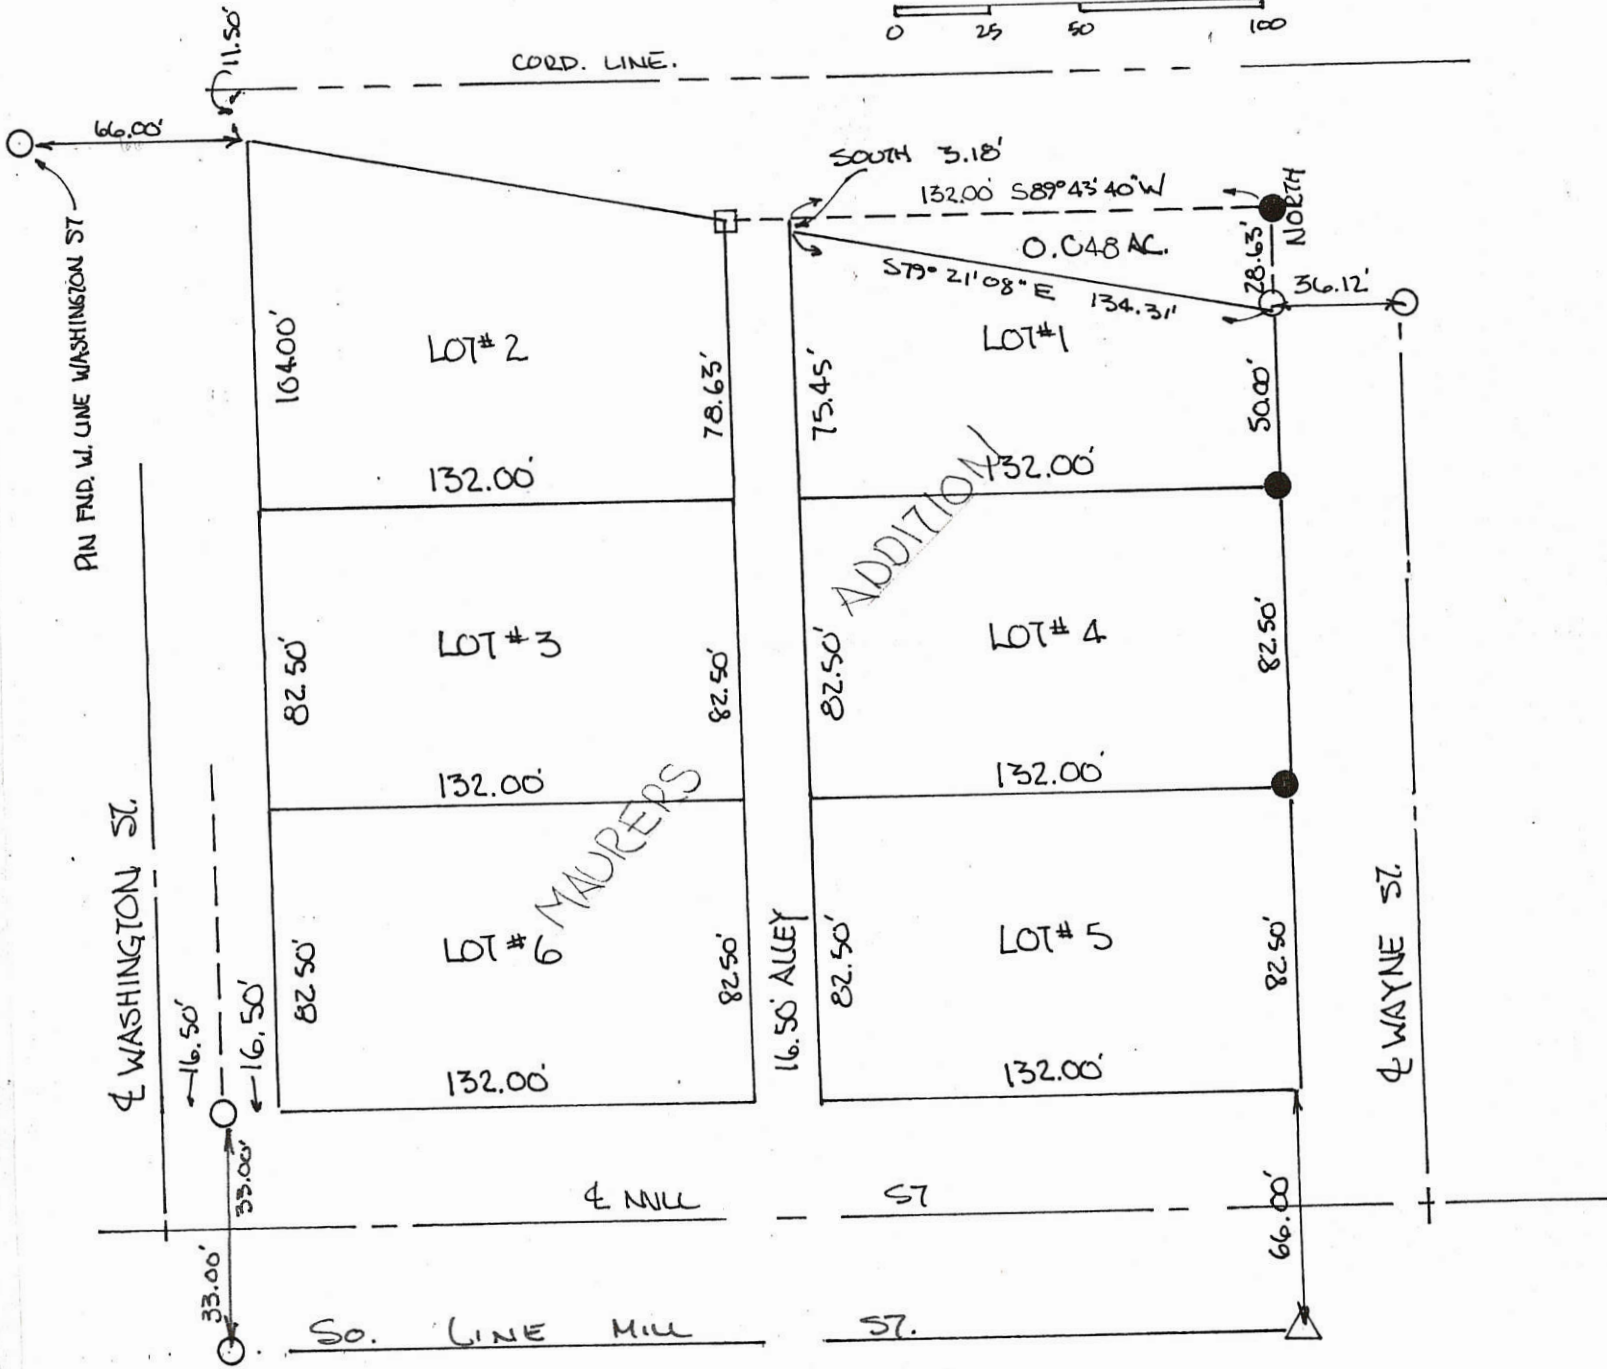 0 25 50 100
11.50'
CORD. LINE.
66.00'
PIN FND. W. LINE WASHINGTON ST
SOUTH 3.18'
132.00' S89°43'40"W
NORTH
28.63'
0.048 AC.
S79°21'08"E 134.31'
36.12'
104.00'
LOT# 2
78.63'
75.45'
LOT#1
50.00'
132.00'
132.00'
ADDITION
82.50'
LOT# 3
82.50'
82.50'
LOT# 4
82.50'
132.00'
132.00'
MAURERS
℄ WASHINGTON ST.
82.50'
LOT #6
82.50'
16.50' ALLEY
82.50'
LOT# 5
82.50'
℄ WAYNE ST.
16.50'
16.50'
132.00'
132.00'
33.00'
℄ MILL ST
66.00'
33.00'
SO. LINE MILL ST.